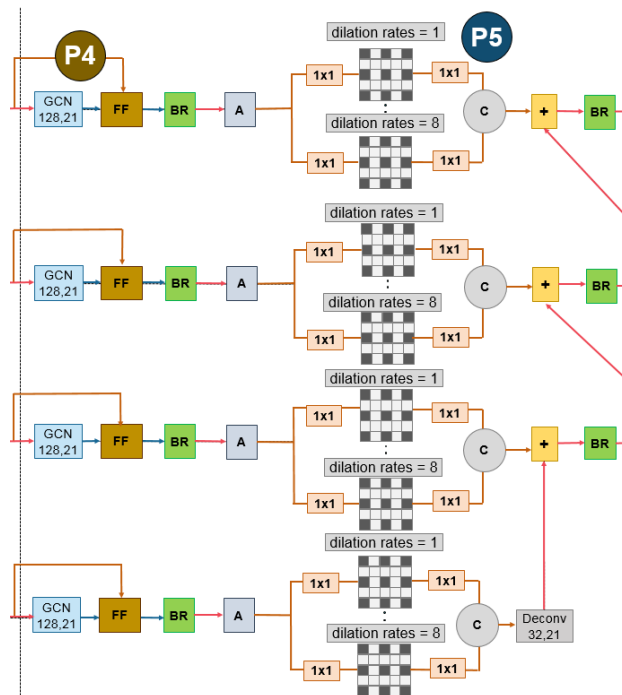 dilation rates = 1
P4
P5
1x1
1x1
GCN
128,21
FF
BR
A
C
+
BR
dilation rates = 8
1x1
1x1
dilation rates = 1
1x1
1x1
GCN
128,21
FF
BR
A
C
+
BR
dilation rates = 8
1x1
1x1
dilation rates = 1
1x1
1x1
GCN
128,21
FF
BR
A
C
+
BR
dilation rates = 8
1x1
1x1
dilation rates = 1
1x1
1x1
GCN
128,21
FF
BR
A
C
Deconv
32,21
dilation rates = 8
1x1
1x1